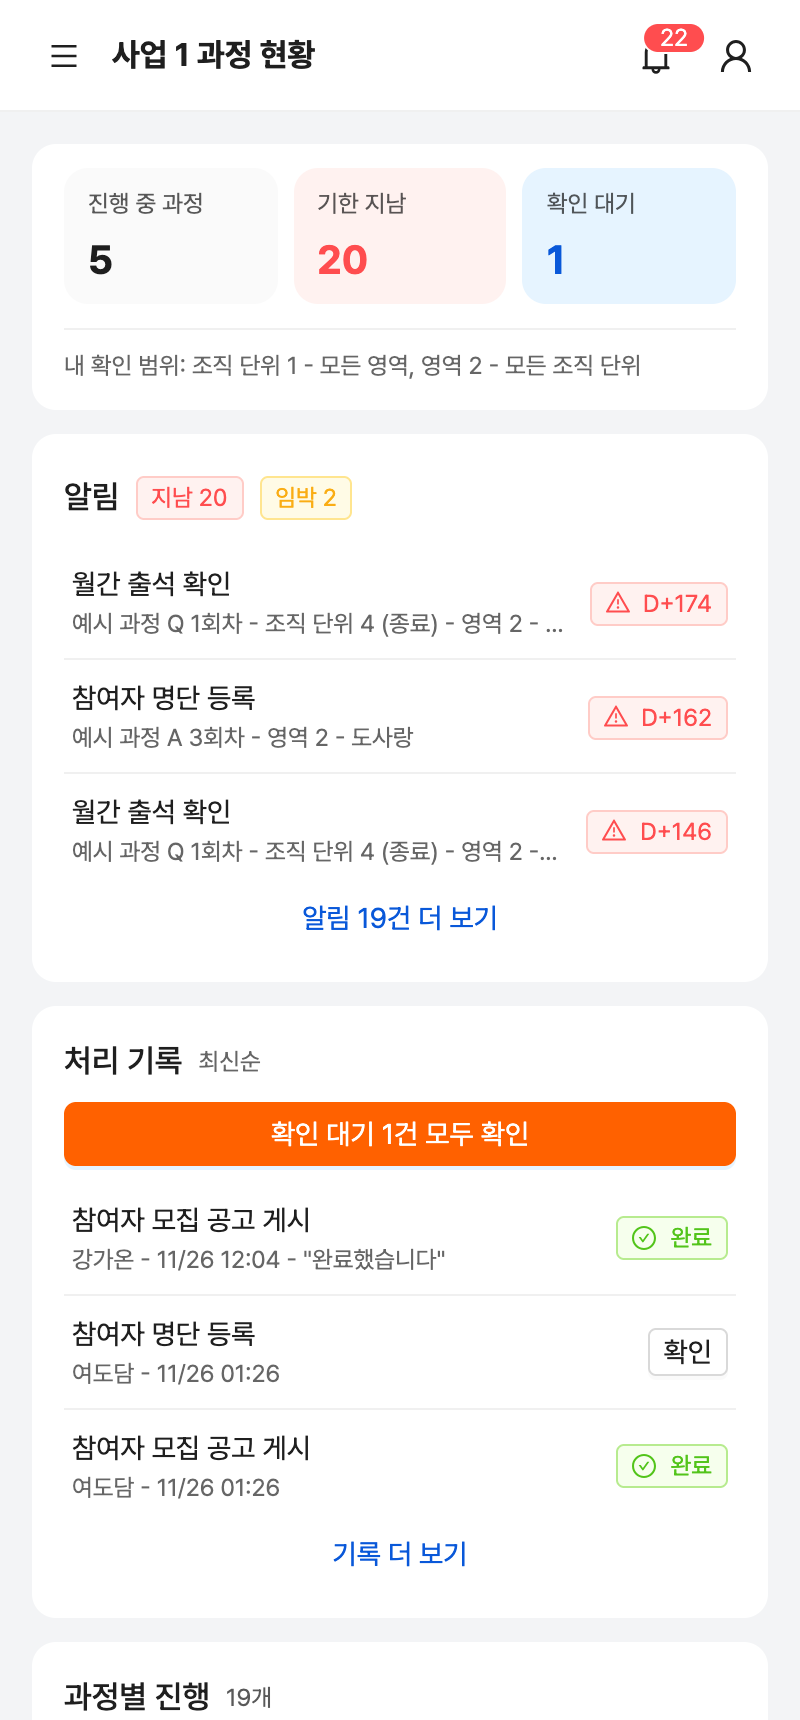 사업 1 과정 현황
22
진행 중 과정
5
기한 지남
20
확인 대기
1
내 확인 범위: 조직 단위 1 - 모든 영역, 영역 2 - 모든 조직 단위
알림
지남 20
임박 2
월간 출석 확인
예시 과정 Q 1회차 - 조직 단위 4 (종료) - 영역 2 - ...
D+174
참여자 명단 등록
예시 과정 A 3회차 - 영역 2 - 도사랑
D+162
월간 출석 확인
예시 과정 Q 1회차 - 조직 단위 4 (종료) - 영역 2 -...
D+146
알림 19건 더 보기
처리 기록
최신순
확인 대기 1건 모두 확인
참여자 모집 공고 게시
강가온 - 11/26 12:04 - "완료했습니다"
완료
참여자 명단 등록
여도담 - 11/26 01:26
확인
참여자 모집 공고 게시
여도담 - 11/26 01:26
완료
기록 더 보기
과정별 진행
19개